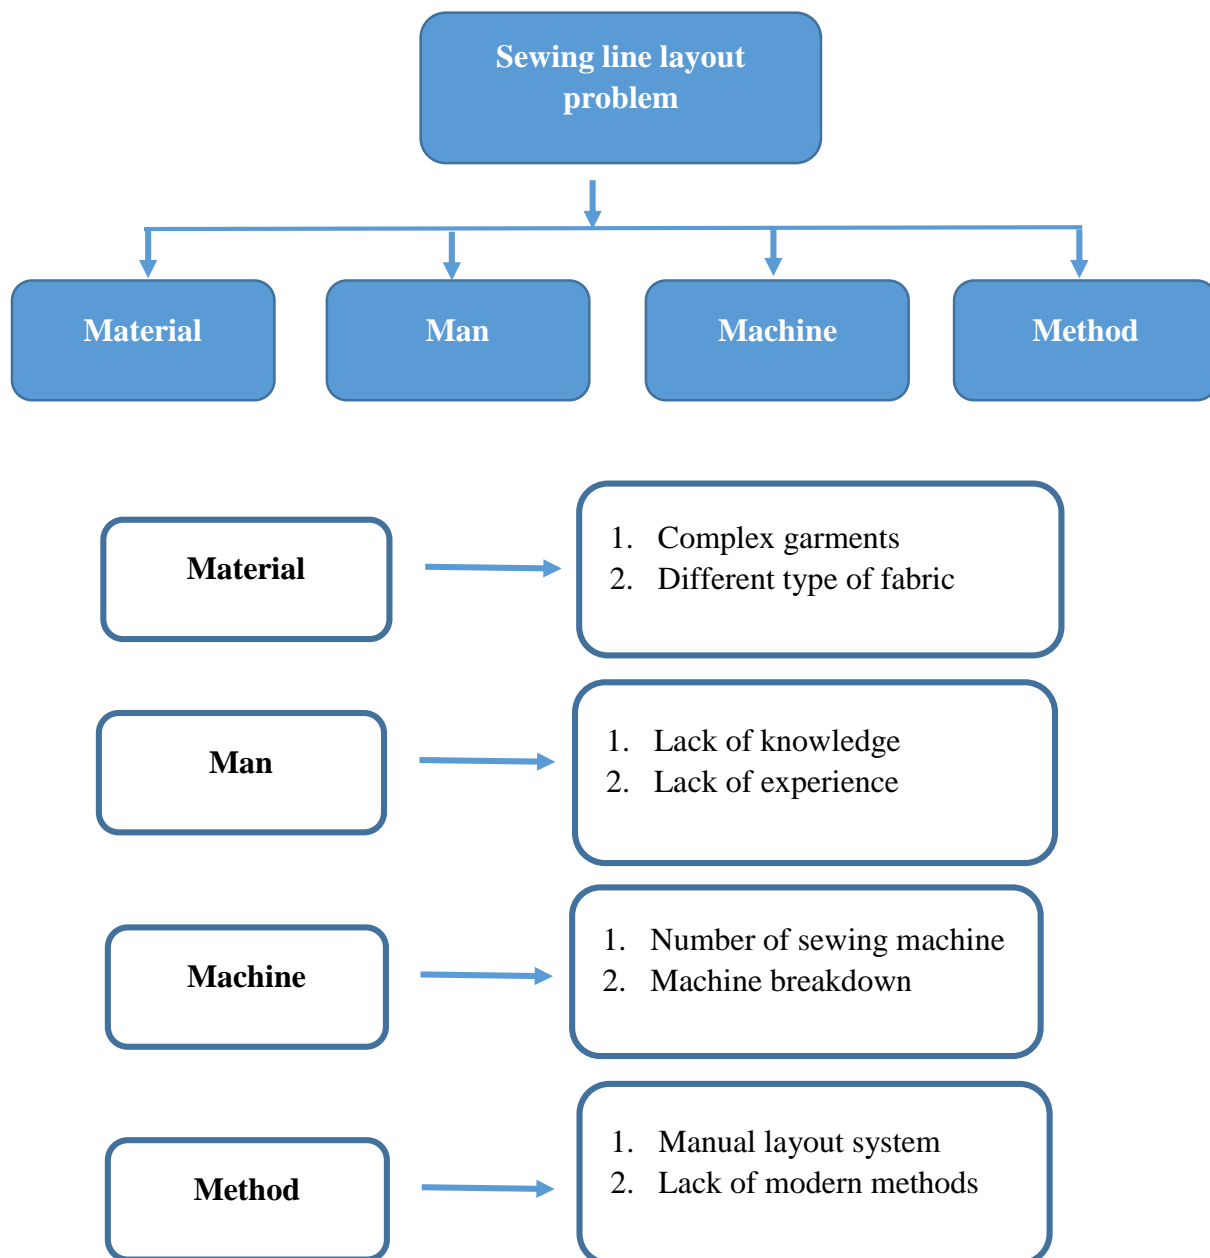 Sewing line layout
problem
Material
Man
Machine
Method
Material
1. Complex garments
2. Different type of fabric
Man
1. Lack of knowledge
2. Lack of experience
Machine
1. Number of sewing machine
2. Machine breakdown
Method
1. Manual layout system
2. Lack of modern methods